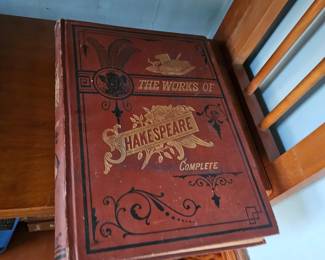 THE WORKS OF
SHAKESPEARE
COMPLETE